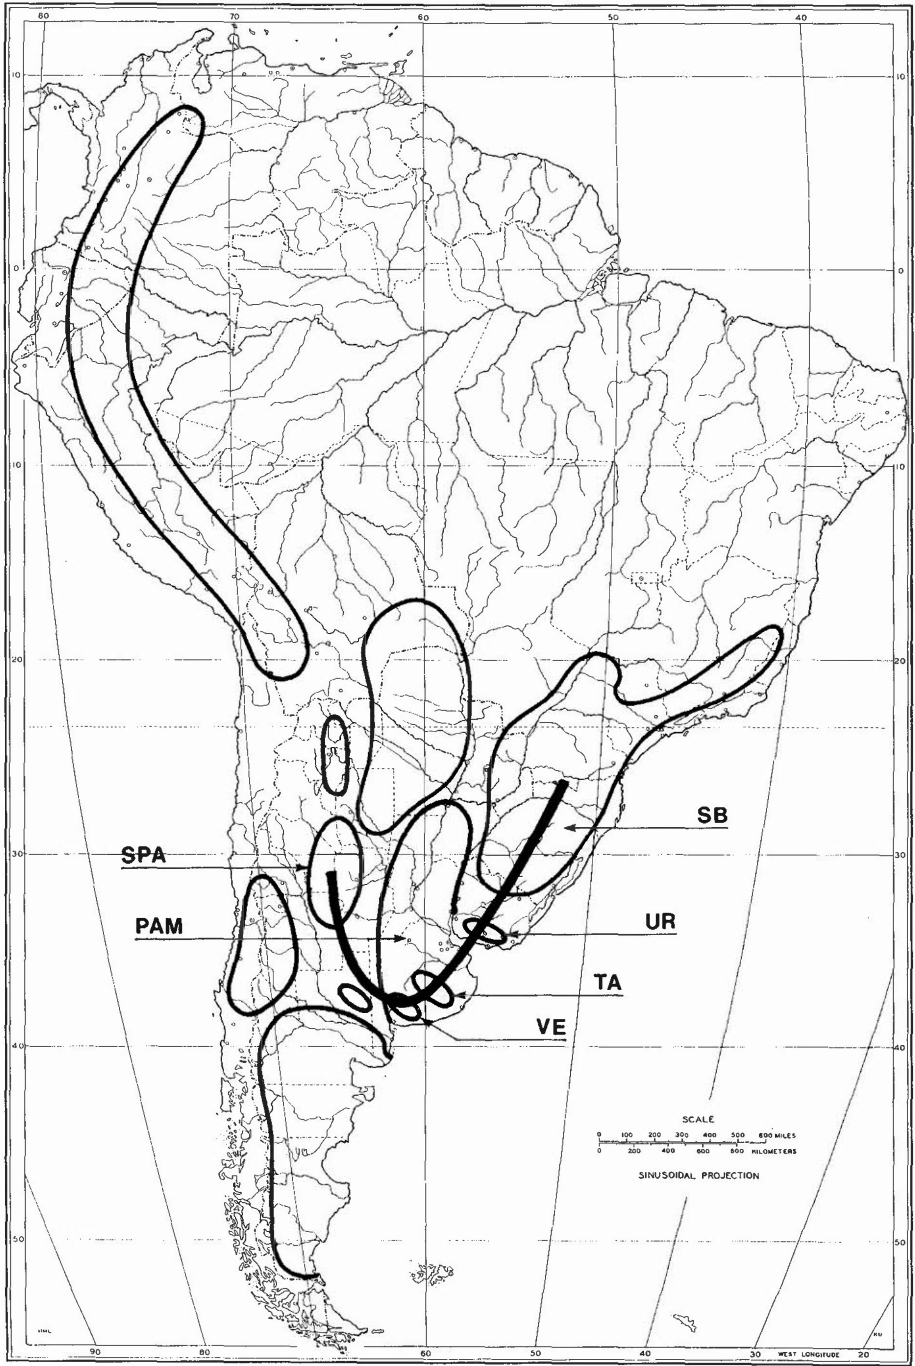 80 70 60 50 40
10 10
0 0
10 10
20 20
SB
30 30
SPA
PAM
UR
TA
VE
40 40
SCALE
0 100 200 300 400 500 600 MILES
0 200 400 600 800 KILOMETERS
SINUSOIDAL PROJECTION
50 50
90 80 60 50 40 30 WEST LONGITUDE 20